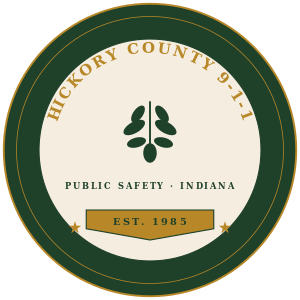 HICKORY COUNTY 9-1-1
PUBLIC SAFETY · INDIANA
EST. 1985